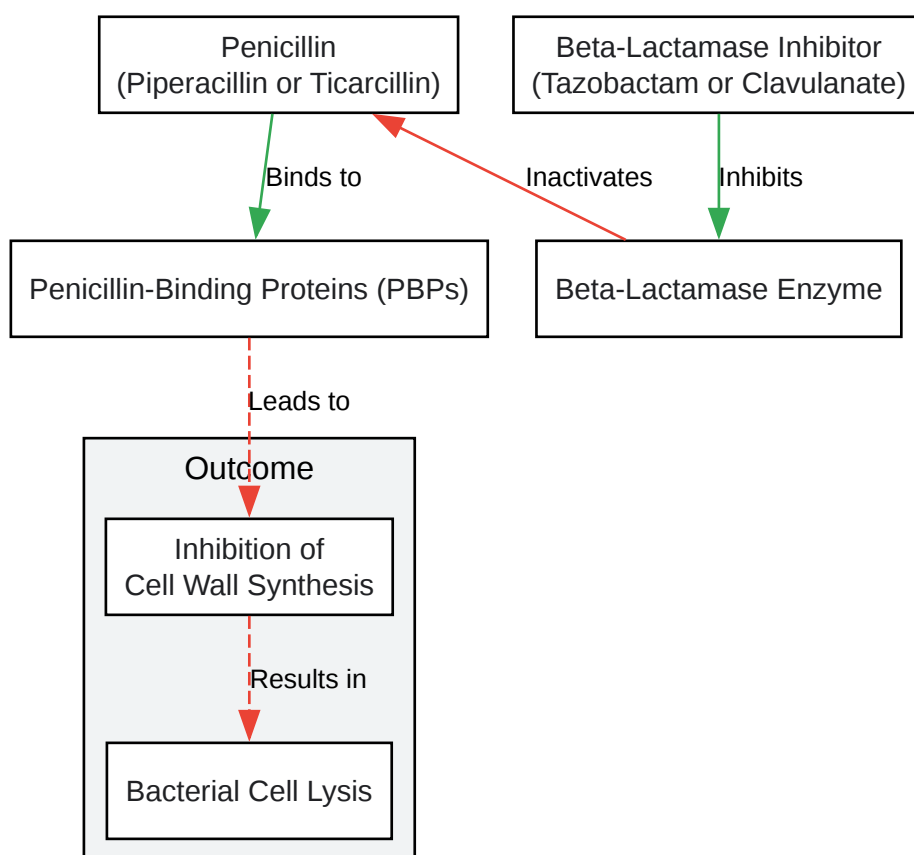 Penicillin
(Piperacillin or Ticarcillin)
Beta-Lactamase Inhibitor
(Tazobactam or Clavulanate)
Binds to
Inactivates
Inhibits
Penicillin-Binding Proteins (PBPs)
Beta-Lactamase Enzyme
Leads to
Outcome
Inhibition of
Cell Wall Synthesis
Results in
Bacterial Cell Lysis